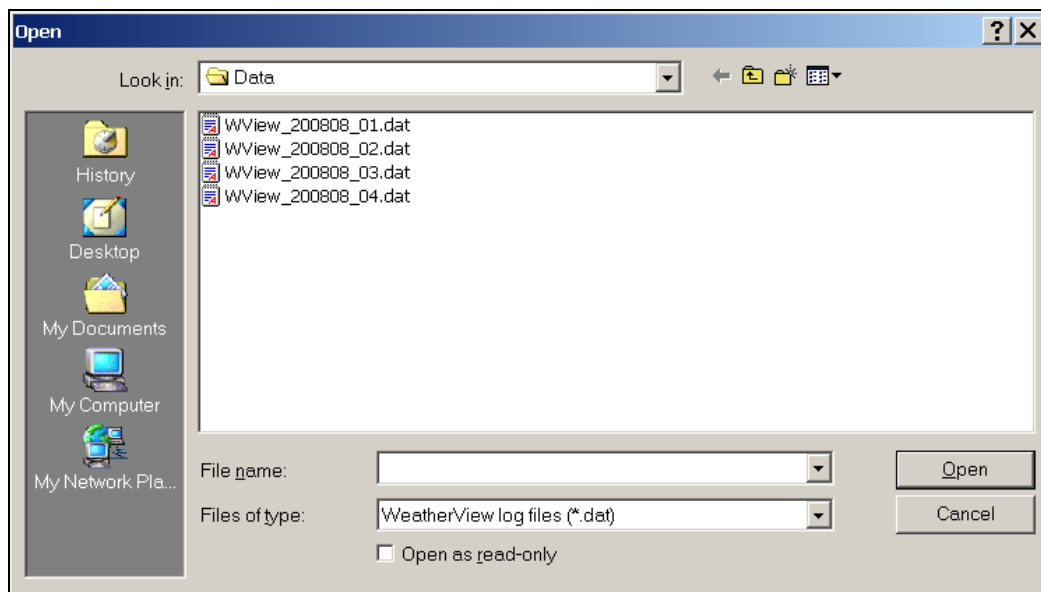 Open
Look in: Data
WView_200808_01.dat
WView_200808_02.dat
WView_200808_03.dat
WView_200808_04.dat
History
Desktop
My Documents
My Computer
My Network Pla...
File name:
Open
Files of type: WeatherView log files (*.dat)
Cancel
Open as read-only